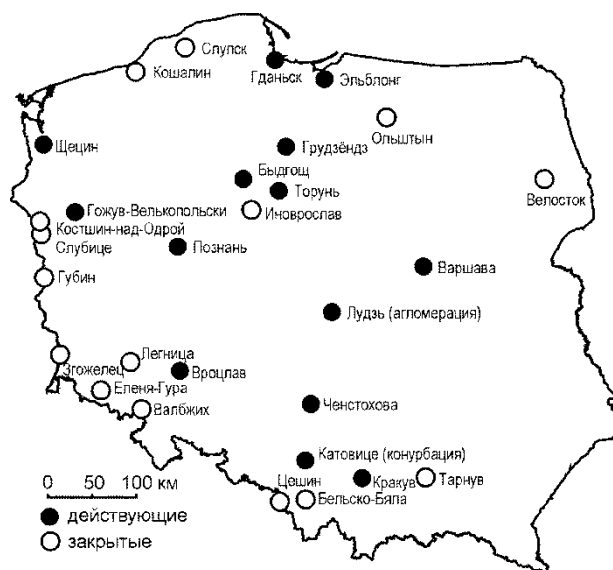 Слулск
Кошалин
Гданьск
Эльблонг
Ольштын
Щецин
Грудзёндз
Быдгощ
Торунь
Велосток
Гожув-Велькопольски
Иноврослав
Костшин-над-Одрой
Слубице
Познань
Губин
Варшава
Лудзь (агломерация)
Легница
Згожелец
Вроцлав
Еленя-Гура
Валбжих
Ченстохова
Катовице (конурбация)
Цешин
Кракув
Тарнув
Бельско-Бяла
0 50 100 км
действующие
закрытые